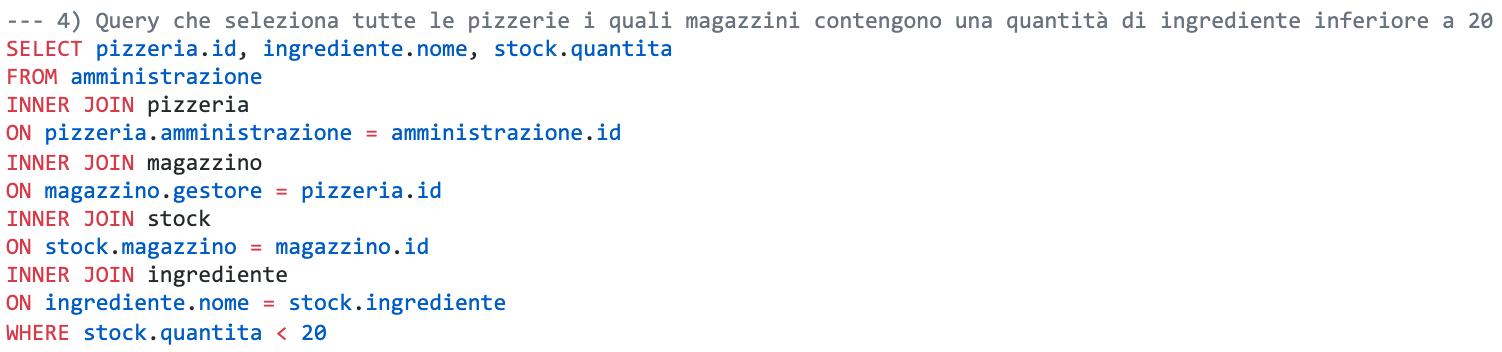 --- 4) Query che seleziona tutte le pizzerie i quali magazzini contengono una quantità di ingrediente inferiore a 20
SELECT pizzeria.id, ingrediente.nome, stock.quantita
FROM amministrazione
INNER JOIN pizzeria
ON pizzeria.amministrazione = amministrazione.id
INNER JOIN magazzino
ON magazzino.gestore = pizzeria.id
INNER JOIN stock
ON stock.magazzino = magazzino.id
INNER JOIN ingrediente
ON ingrediente.nome = stock.ingrediente
WHERE stock.quantita < 20